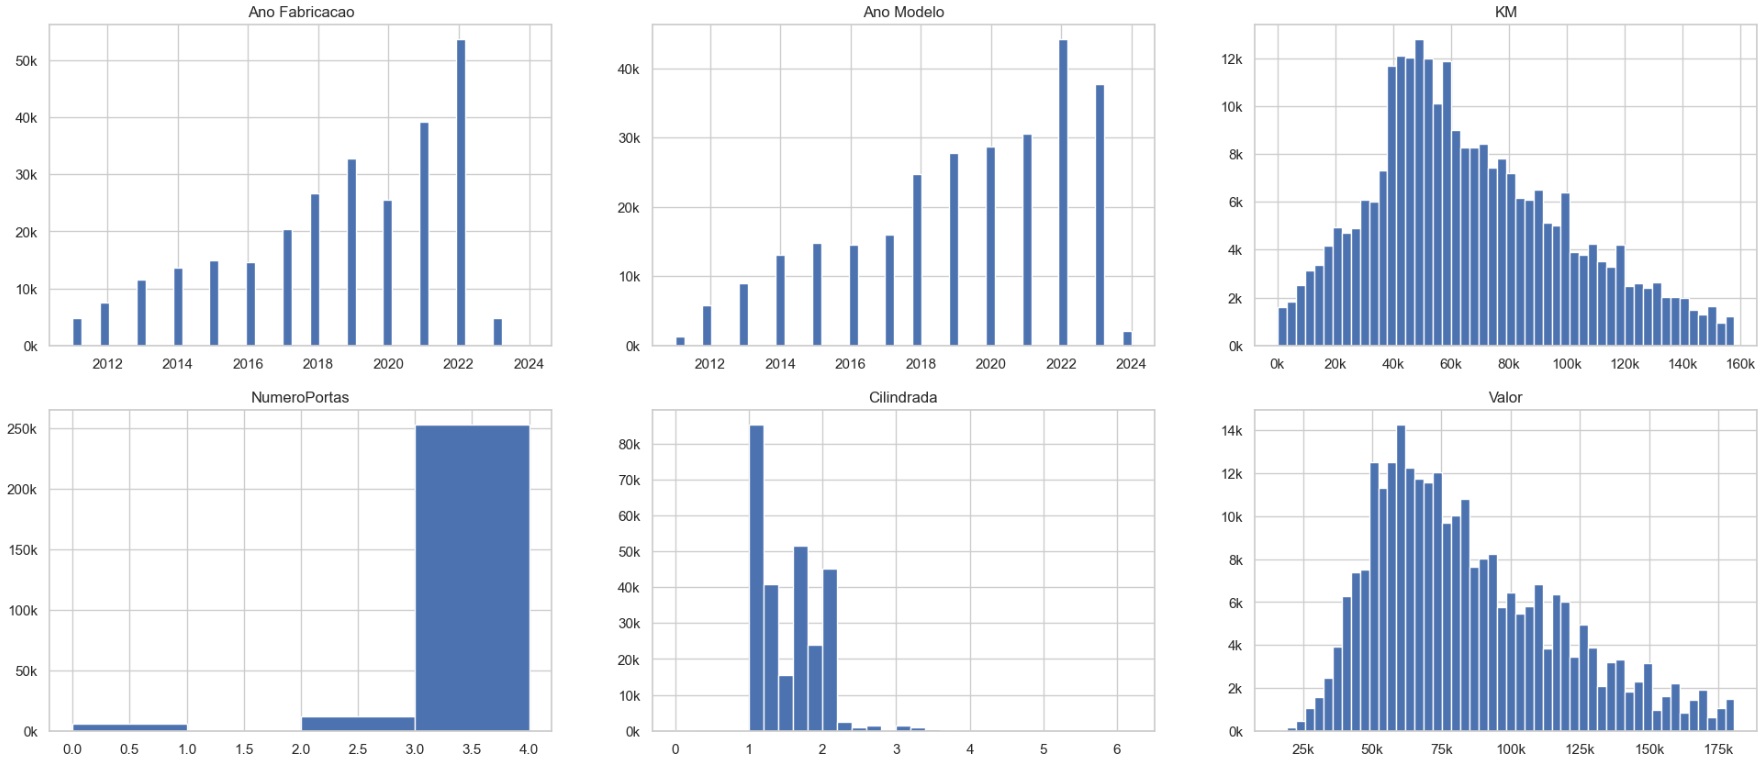 Ano Fabricacao
50k
40k
30k
20k
10k
0k
2012 2014 2016 2018 2020 2022 2024
Ano Modelo
40k
30k
20k
10k
0k
2012 2014 2016 2018 2020 2022 2024
KM
12k
10k
8k
6k
4k
2k
0k
0k 20k 40k 60k 80k 100k 120k 140k 160k
NumeroPortas
250k
200k
150k
100k
50k
0k
0.0 0.5 1.0 1.5 2.0 2.5 3.0 3.5 4.0
Cilindrada
80k
70k
60k
50k
40k
30k
20k
10k
0k
0 1 2 3 4 5 6
Valor
14k
12k
10k
8k
6k
4k
2k
0k
25k 50k 75k 100k 125k 150k 175k